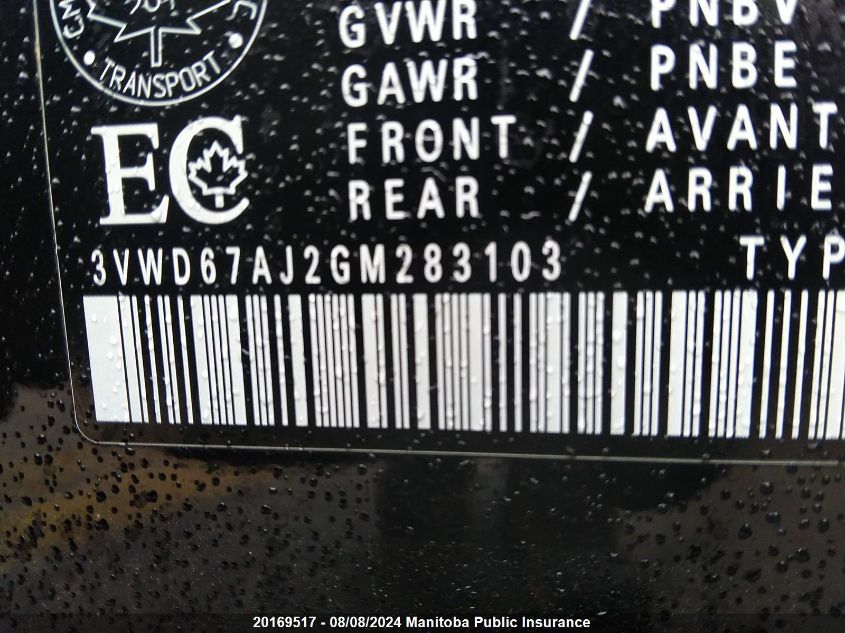 GVWR / PNBV
GAWR / PNBE
TRANSPORT
FRONT / AVANT
EC
REAR / ARRIE
3VWD67AJ2GM283103 TYP
20169517 - 08/08/2024 Manitoba Public Insurance